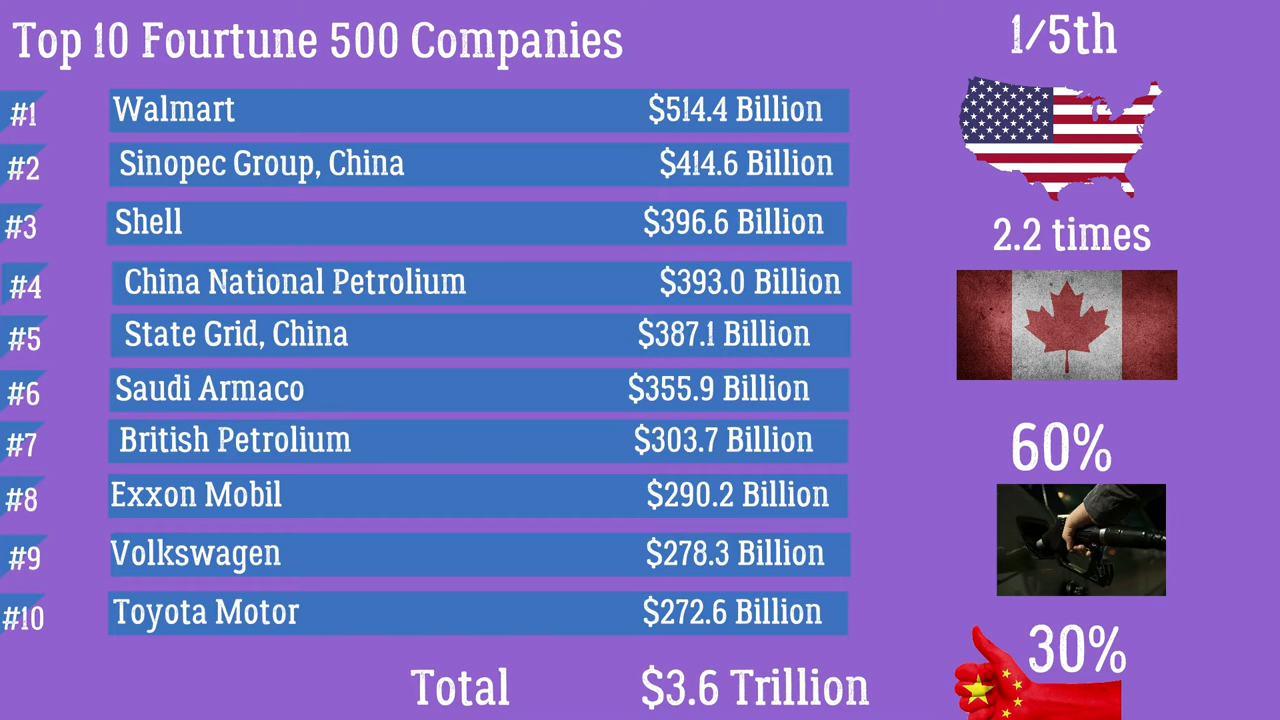 Top 10 Fourtune 500 Companies
#1 Walmart $514.4 Billion
#2 Sinopec Group, China $414.6 Billion
#3 Shell $396.6 Billion
#4 China National Petrolium $393.0 Billion
#5 State Grid, China $387.1 Billion
#6 Saudi Armaco $355.9 Billion
#7 British Petrolium $303.7 Billion
#8 Exxon Mobil $290.2 Billion
#9 Volkswagen $278.3 Billion
#10 Toyota Motor $272.6 Billion
Total $3.6 Trillion
1/5th
2.2 times
60%
30%